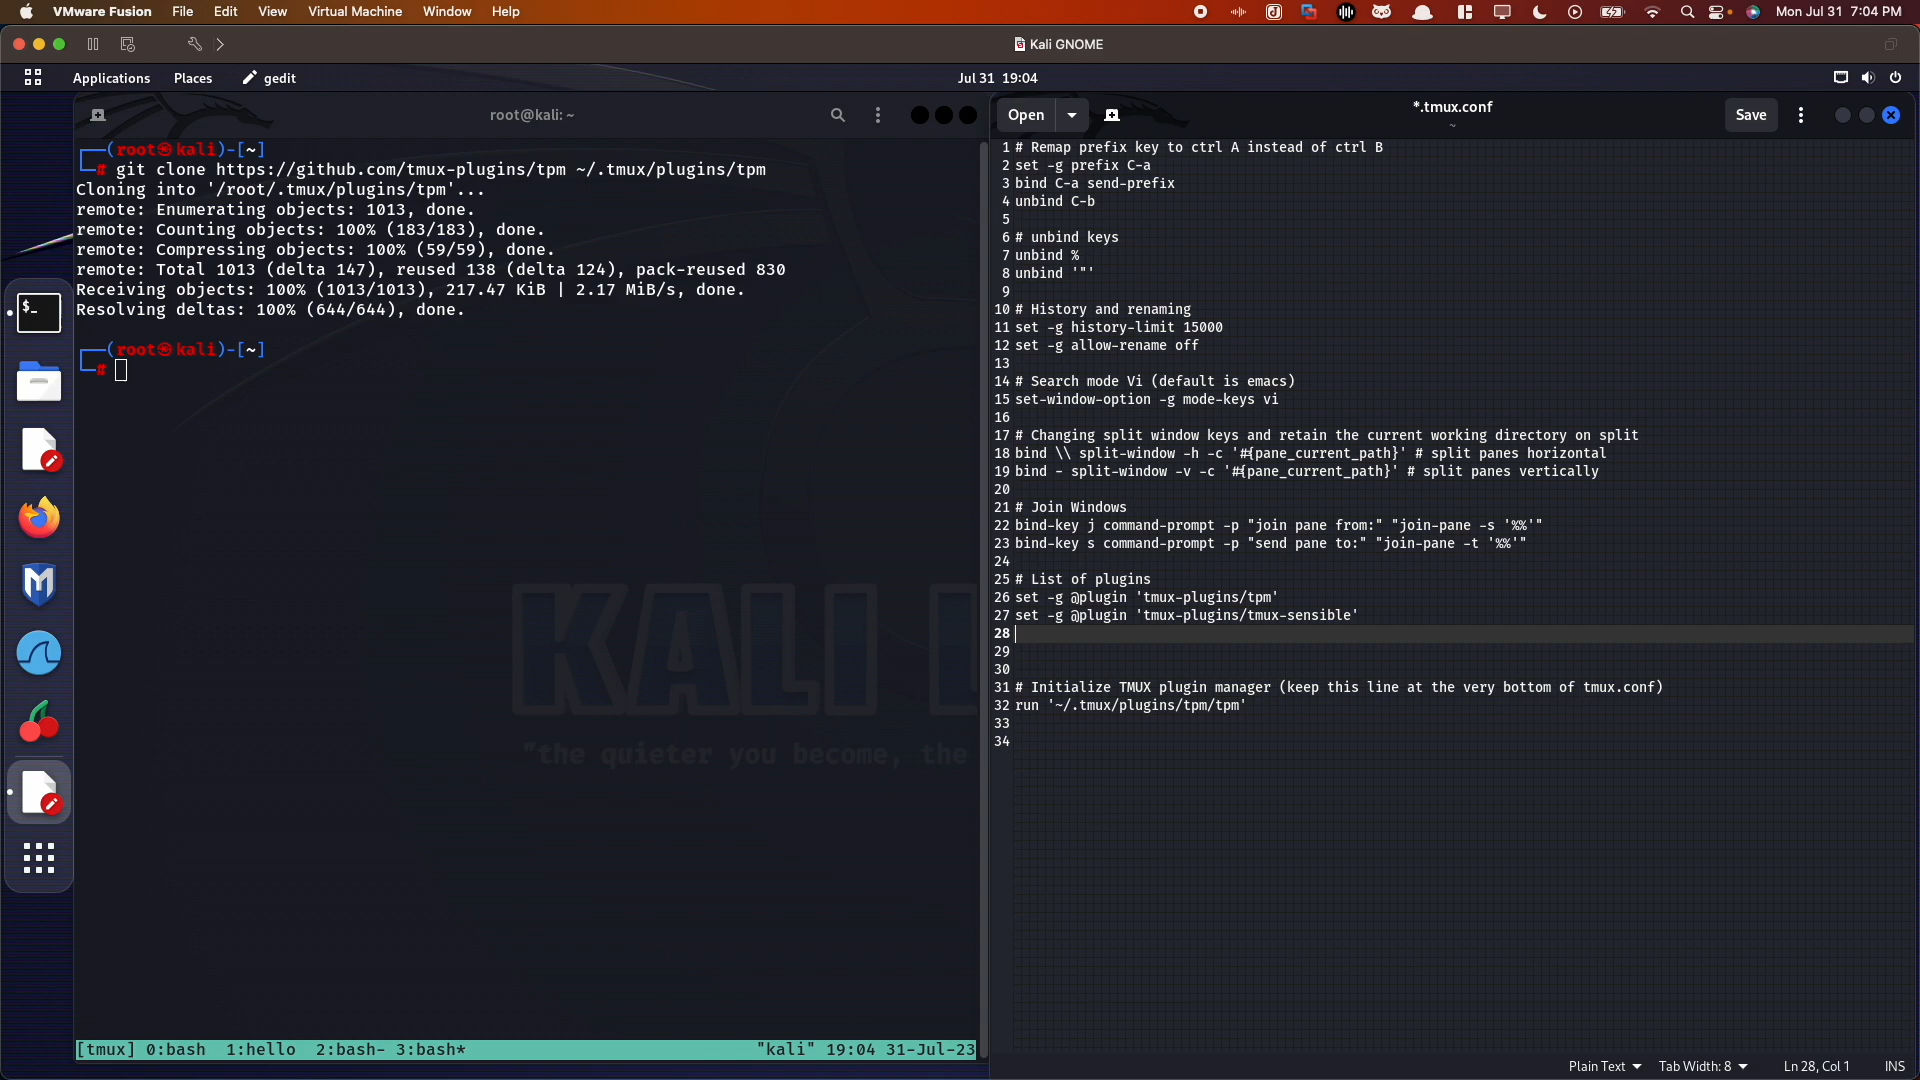 VMware Fusion File Edit View Virtual Machine Window Help Mon Jul 31 7:04 PM
Kali GNOME
Applications Places gedit Jul 31 19:04
root@kali: ~
Open *.tmux.conf Save
~
┌──(root㉿kali)-[~]
└─# git clone https://github.com/tmux-plugins/tpm ~/.tmux/plugins/tpm
Cloning into '/root/.tmux/plugins/tpm'...
remote: Enumerating objects: 1013, done.
remote: Counting objects: 100% (183/183), done.
remote: Compressing objects: 100% (59/59), done.
remote: Total 1013 (delta 147), reused 138 (delta 124), pack-reused 830
Receiving objects: 100% (1013/1013), 217.47 KiB | 2.17 MiB/s, done.
Resolving deltas: 100% (644/644), done.
┌──(root㉿kali)-[~]
└─#
KALI L
"the quieter you become, the
[tmux] 0:bash 1:hello 2:bash- 3:bash* "kali" 19:04 31-Jul-23
1 # Remap prefix key to ctrl A instead of ctrl B
2 set -g prefix C-a
3 bind C-a send-prefix
4 unbind C-b
5
6 # unbind keys
7 unbind %
8 unbind '"'
9
10 # History and renaming
11 set -g history-limit 15000
12 set -g allow-rename off
13
14 # Search mode Vi (default is emacs)
15 set-window-option -g mode-keys vi
16
17 # Changing split window keys and retain the current working directory on split
18 bind \\ split-window -h -c '#{pane_current_path}' # split panes horizontal
19 bind - split-window -v -c '#{pane_current_path}' # split panes vertically
20
21 # Join Windows
22 bind-key j command-prompt -p "join pane from:" "join-pane -s '%%'"
23 bind-key s command-prompt -p "send pane to:" "join-pane -t '%%'"
24
25 # List of plugins
26 set -g @plugin 'tmux-plugins/tpm'
27 set -g @plugin 'tmux-plugins/tmux-sensible'
28
29
30
31 # Initialize TMUX plugin manager (keep this line at the very bottom of tmux.conf)
32 run '~/.tmux/plugins/tpm/tpm'
33
34
Plain Text Tab Width: 8 Ln 28, Col 1 INS